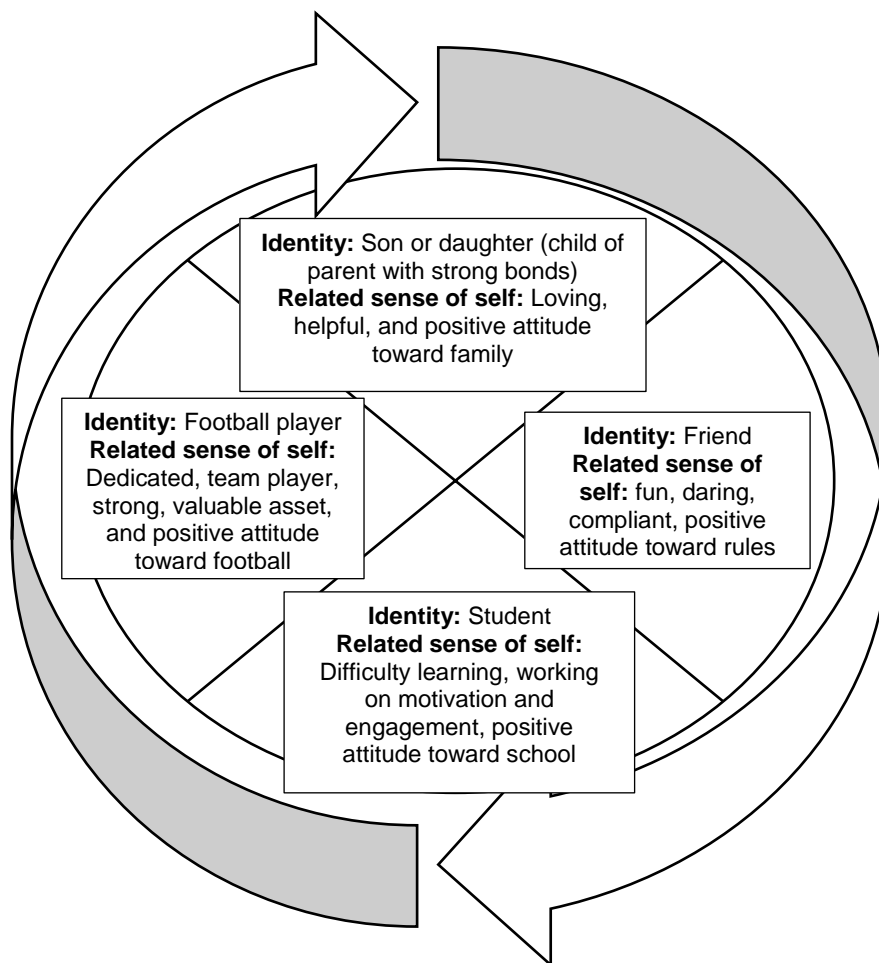 Identity: Son or daughter (child of
parent with strong bonds)
Related sense of self: Loving,
helpful, and positive attitude
toward family
Identity: Football player
Related sense of self:
Dedicated, team player,
strong, valuable asset,
and positive attitude
toward football
Identity: Friend
Related sense of
self: fun, daring,
compliant, positive
attitude toward rules
Identity: Student
Related sense of self:
Difficulty learning, working
on motivation and
engagement, positive
attitude toward school